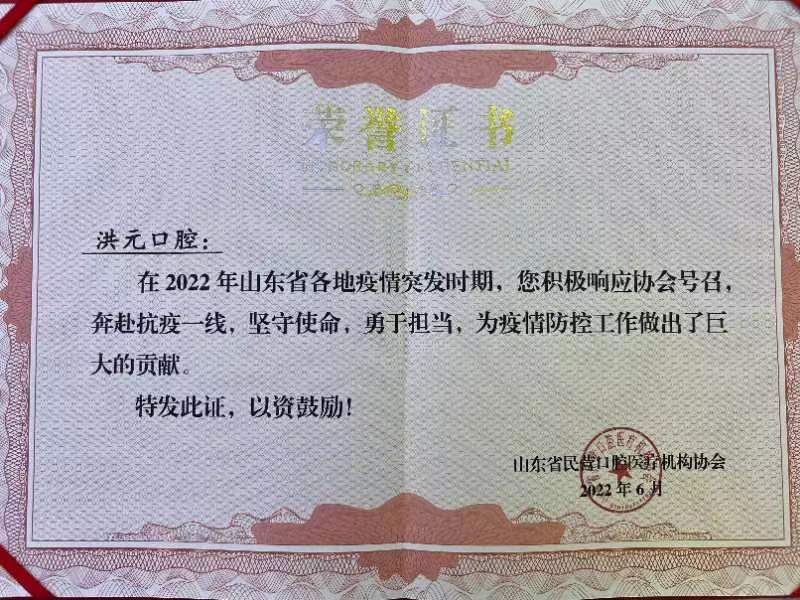 荣誉证书
洪元口腔：
在2022年山东省各地疫情突发时期，您积极响应协会号召，
奔赴抗疫一线，坚守使命，勇于担当，为疫情防控工作做出了巨
大的贡献。
特发此证，以资鼓励！
山东省民营口腔医疗机构协会
2022年6月